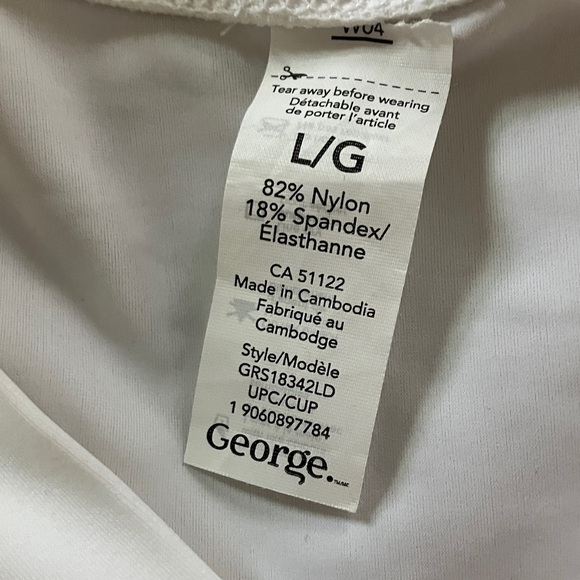 W04
Tear away before wearing
Détachable avant
de porter l'article
L/G
82% Nylon
18% Spandex/
Élasthanne
CA 51122
Made in Cambodia
Fabriqué au
Cambodge
Style/Modèle
GRS18342LD
UPC/CUP
1 9060897784
George.